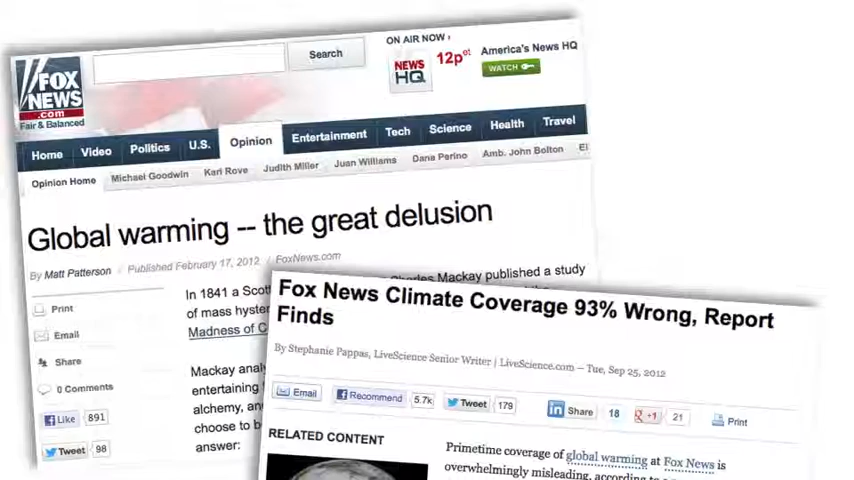 FOX
NEWS
.com
Fair & Balanced
Search
ON AIR NOW ›
NEWS
HQ
12p et
America's News HQ
WATCH
Home Video Politics U.S. Opinion Entertainment Tech Science Health Travel
Opinion Home Michael Goodwin Karl Rove Judith Miller Juan Williams Dana Perino Amb. John Bolton
Global warming -- the great delusion
By Matt Patterson / Published February 17, 2012 / FoxNews.com
Print
Email
Share
0 Comments
Like 891
Tweet 98
In 1841 a Scot
Charles Mackay published a study
of mass hyster
Madness of C
Mackay analy
entertaining
alchemy, an
choose to b
answer:
Fox News Climate Coverage 93% Wrong, Report
Finds
By Stephanie Pappas, LiveScience Senior Writer | LiveScience.com – Tue, Sep 25, 2012
Email Recommend 5.7k Tweet 179 Share 18 +1 21 Print
RELATED CONTENT
Primetime coverage of global warming at Fox News is
overwhelmingly misleading, according to